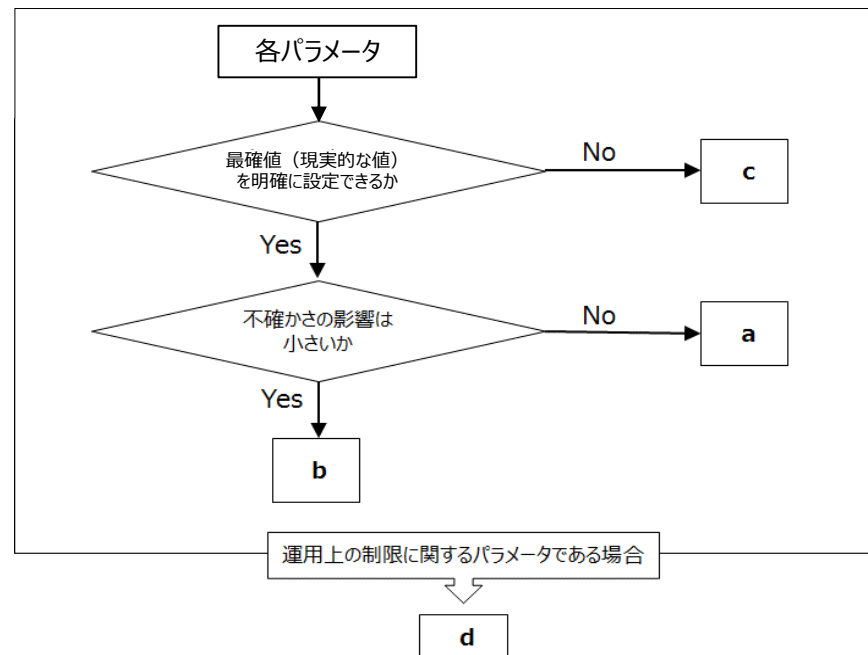 各パラメータ
最確値（現実的な値）
を明確に設定できるか
No
c
Yes
不確かさの影響は
小さいか
No
a
Yes
b
運用上の制限に関するパラメータである場合
d